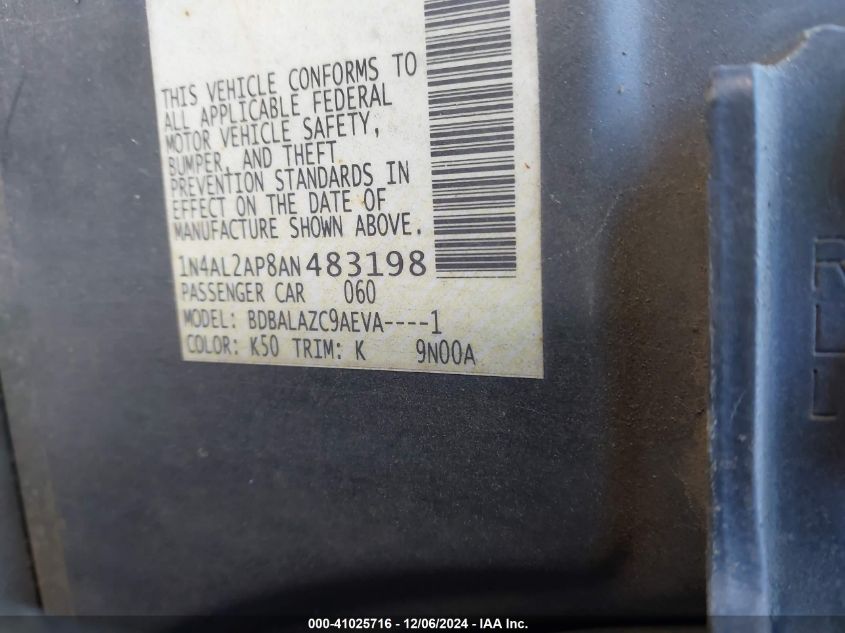 THIS VEHICLE CONFORMS TO
ALL APPLICABLE FEDERAL
MOTOR VEHICLE SAFETY,
BUMPER, AND THEFT
PREVENTION STANDARDS IN
EFFECT ON THE DATE OF
MANUFACTURE SHOWN ABOVE.
1N4AL2AP8AN483198
PASSENGER CAR 060
MODEL: BDBALAZC9AEVA----1
COLOR: K50 TRIM: K 9N00A
000-41025716 - 12/06/2024 - IAA Inc.